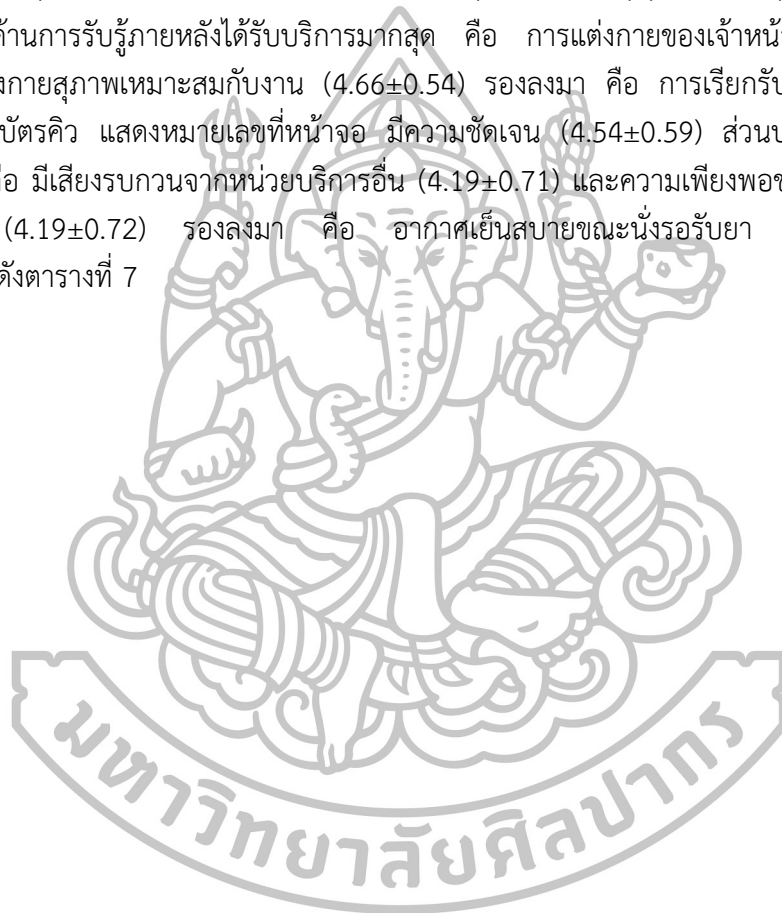 ด้านการรับรู้ภายหลังได้รับบริการมากสุด คือ การแต่งกายของเจ้าหน้า
งกายสุภาพเหมาะสมกับงาน (4.66±0.54) รองลงมา คือ การเรียกรับ
บัตรคิว แสดงหมายเลขที่หน้าจอ มีความชัดเจน (4.54±0.59) ส่วน
อ มีเสียงรบกวนจากหน่วยบริการอื่น (4.19±0.71) และความเพียงพอ
(4.19±0.72) รองลงมา คือ อากาศเย็นสบายขณะนั่งรอรับยา
ดังตารางที่ 7
มหาวิทยาลัยศิลปากร